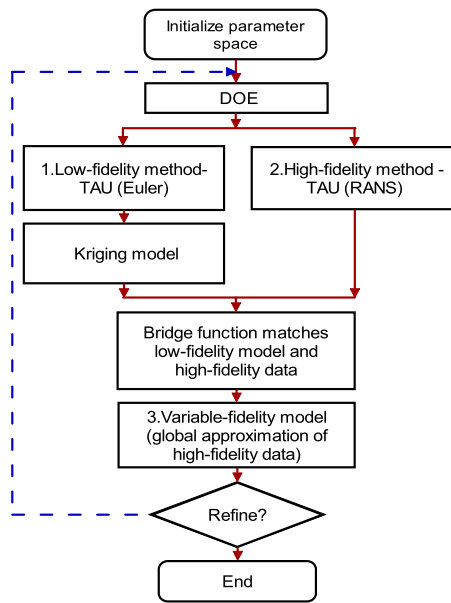 Initialize parameter
space
DOE
1.Low-fidelity method-
TAU (Euler)
2.High-fidelity method -
TAU (RANS)
Kriging model
Bridge function matches
low-fidelity model and
high-fidelity data
3.Variable-fidelity model
(global approximation of
high-fidelity data)
Refine?
End